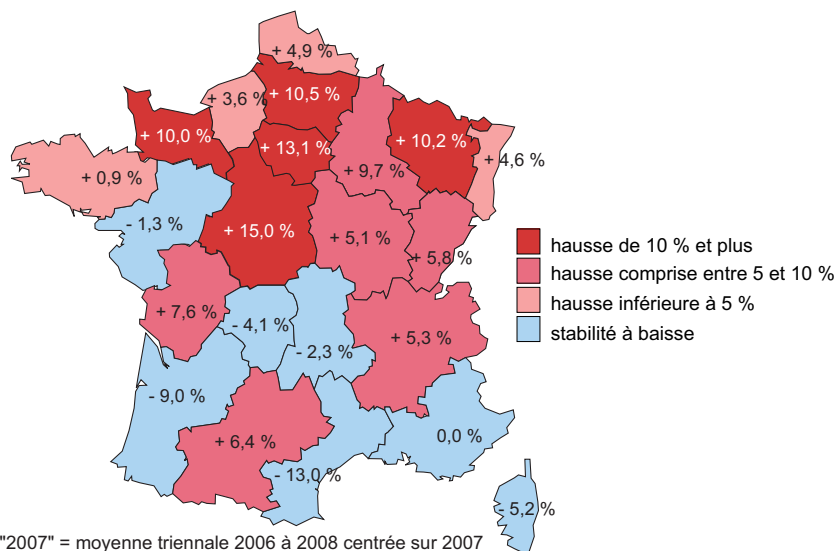 + 4,9 %
+ 3,6 %
+ 10,5 %
+ 10,0 %
+ 13,1 %
+ 10,2 %
+ 4,6 %
+ 9,7 %
+ 0,9 %
- 1,3 %
+ 15,0 %
+ 5,1 %
+ 5,8 %
hausse de 10 % et plus
hausse comprise entre 5 et 10 %
hausse inférieure à 5 %
stabilité à baisse
+ 7,6 %
- 4,1 %
- 2,3 %
+ 5,3 %
- 9,0 %
+ 6,4 %
0,0 %
- 13,0 %
- 5,2 %
"2007" = moyenne triennale 2006 à 2008 centrée sur 2007